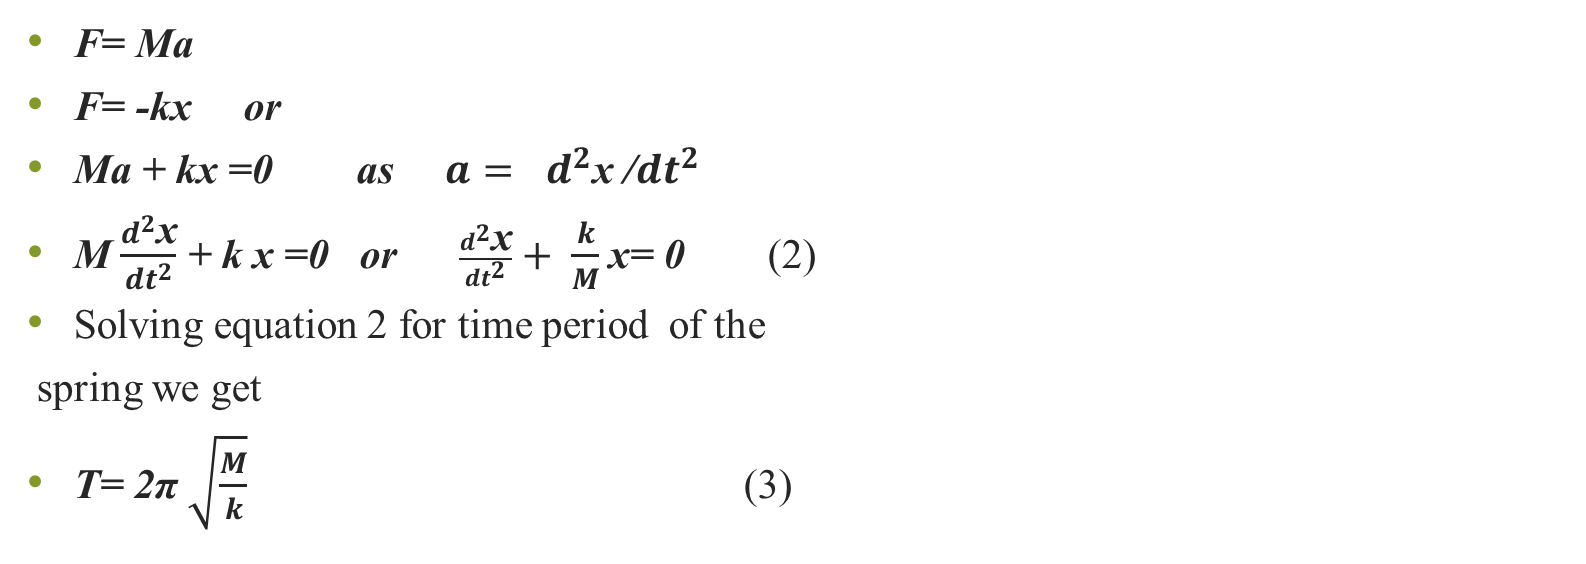 • F= Ma
• F= -kx or
• Ma + kx =0 as a = d²x/dt²
• M d²x/dt² + k x =0 or d²x/dt² + k/M x= 0 (2)
• Solving equation 2 for time period of the
spring we get
• T= 2π √(M/k) (3)